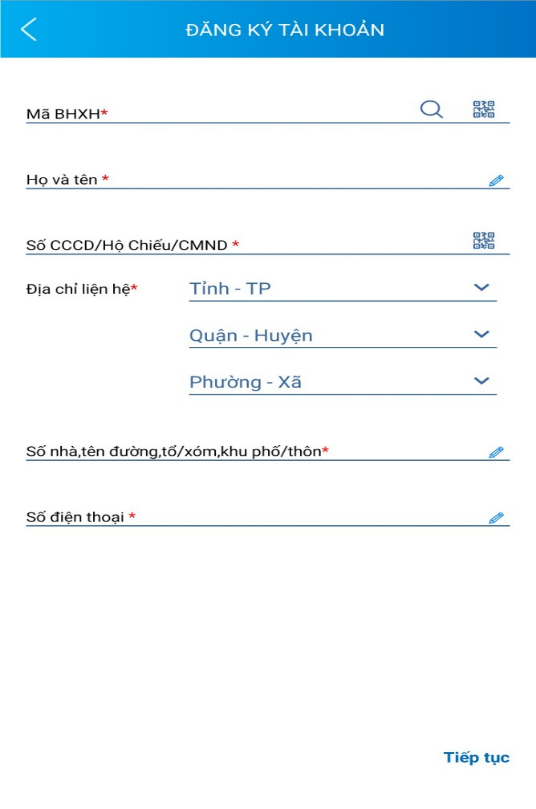 ĐĂNG KÝ TÀI KHOẢN
Mã BHXH*
Họ và tên *
Số CCCD/Hộ Chiếu/CMND *
Địa chỉ liên hệ* Tỉnh - TP
Quận - Huyện
Phường - Xã
Số nhà,tên đường,tổ/xóm,khu phố/thôn*
Số điện thoại *
Tiếp tục